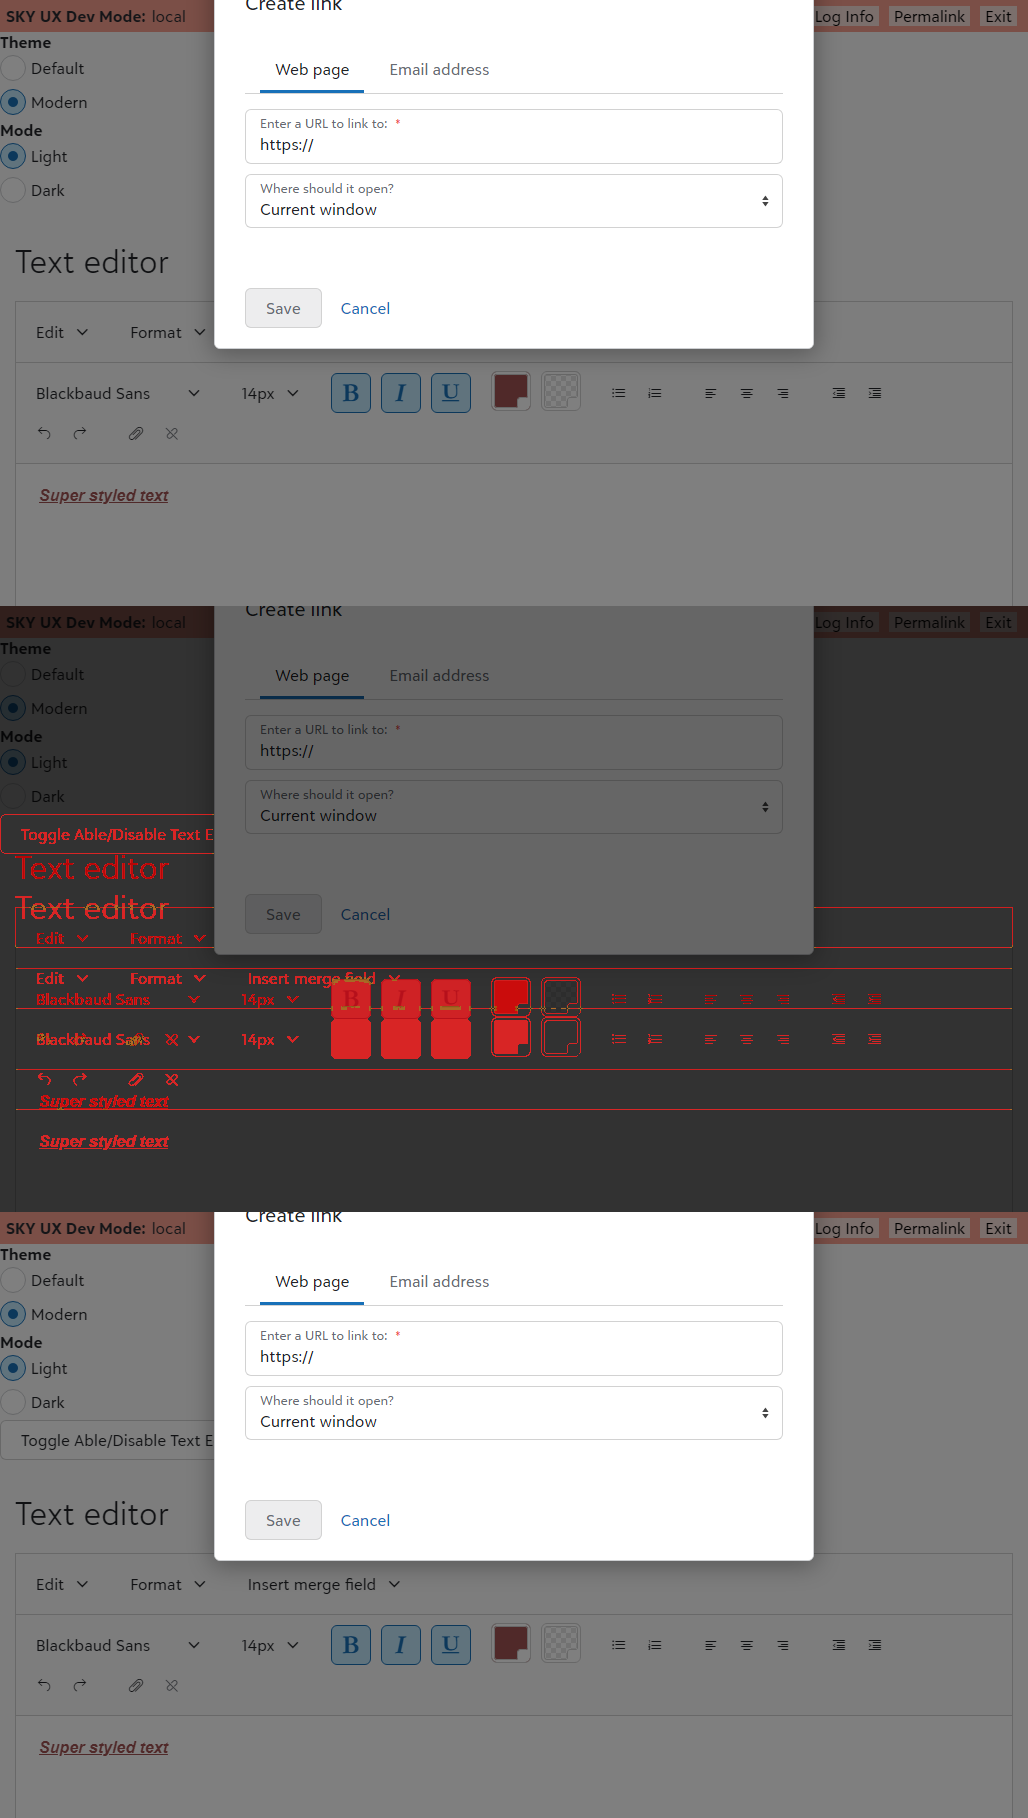 Create link
SKY UX Dev Mode: local
Log Info Permalink Exit
Theme
Default
Modern
Mode
Light
Dark
Web page Email address
Enter a URL to link to: *
https://
Where should it open?
Current window
Save Cancel
Text editor
Edit Format
Blackbaud Sans 14px B I U
Super styled text
Create link
SKY UX Dev Mode: local
Log Info Permalink Exit
Theme
Default
Modern
Mode
Light
Dark
Web page Email address
Enter a URL to link to: *
https://
Where should it open?
Current window
Save Cancel
Toggle Able/Disable Text E
Text editor
Text editor
Edit Format
Edit Format Insert merge field
Blackbaud Sans 14px B I U
Blackbaud Sans 14px
Super styled text
Super styled text
Create link
SKY UX Dev Mode: local
Log Info Permalink Exit
Theme
Default
Modern
Mode
Light
Dark
Web page Email address
Enter a URL to link to: *
https://
Where should it open?
Current window
Save Cancel
Toggle Able/Disable Text E
Text editor
Edit Format Insert merge field
Blackbaud Sans 14px B I U
Super styled text